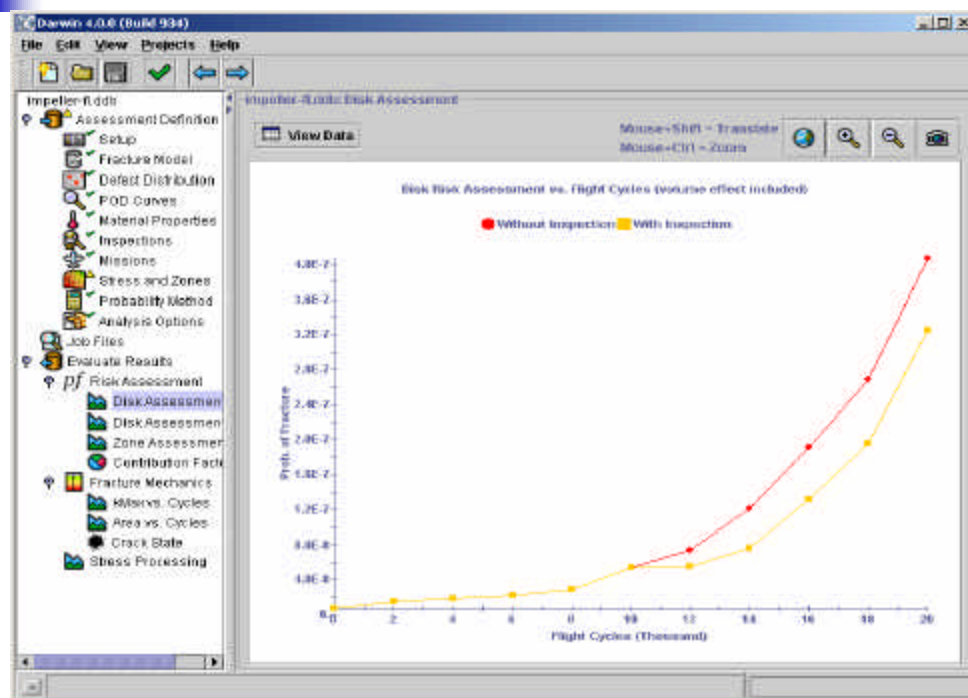 Darwin 4.0.0 (Build 934)
File Edit View Projects Help
impeller-fl.ddb
Assessment Definition
Setup
Fracture Model
Defect Distribution
POD Curves
Material Properties
Inspections
Missions
Stress and Zones
Probability Method
Analysis Options
Job Files
Evaluate Results
pf Risk Assessment
Disk Assessmen
Disk Assessmen
Zone Assessmen
Contribution Facto
Fracture Mechanics
kMax vs. Cycles
Area vs. Cycles
Crack State
Stress Processing
impeller-fl.ddb: Disk Assessment
View Data
Mouse+Shift = Translate
Mouse+Ctrl = Zoom
Disk Risk Assessment vs. Flight Cycles (volume effect included)
Without Inspection With Inspection
4.0E-7
3.6E-7
3.2E-7
2.4E-7
2.0E-7
1.6E-7
1.2E-7
8.0E-8
4.0E-8
0
Prob. of Fracture
0 2 4 6 8 10 12 14 16 18 20
Flight Cycles (Thousand)